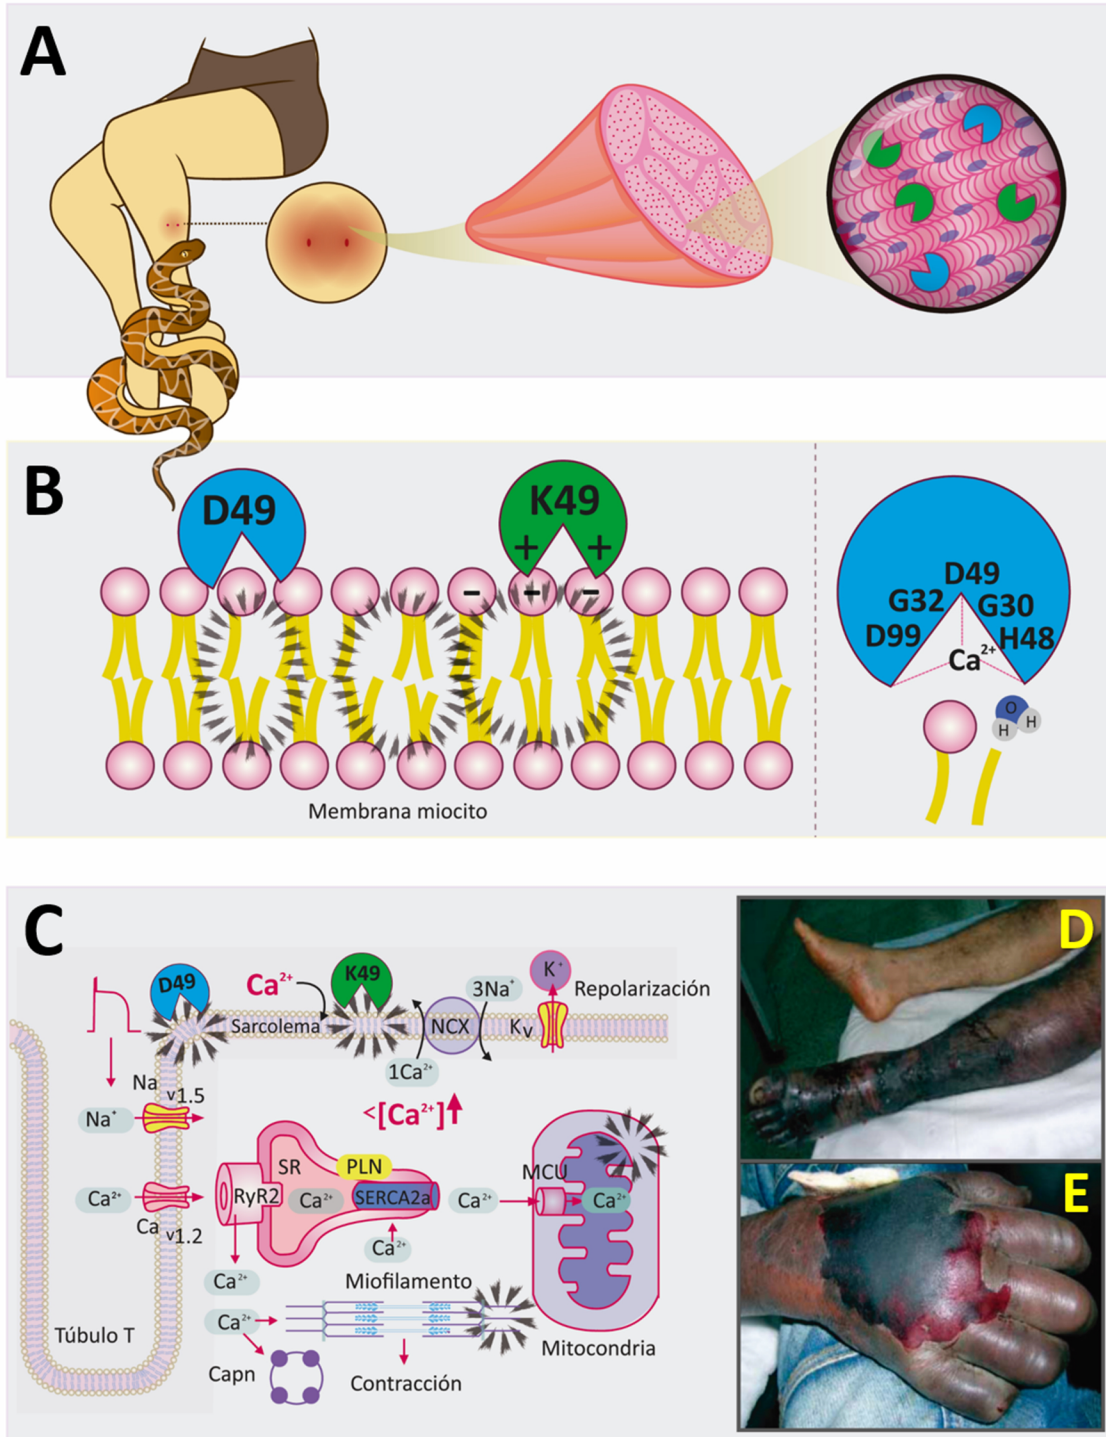 A
B
D49
K49
+ +
- + -
Membrana miocito
D49
G32 G30
D99 H48
Ca²⁺
O
H H
C
D49
Ca²⁺
K49
3Na⁺
K⁺
Repolarización
Sarcolema
NCX
Kv
1Ca²⁺
<[Ca²⁺]
Na v1.5
Na⁺
SR
PLN
MCU
RyR2
Ca²⁺
SERCA2a
Ca²⁺
Ca²⁺
Ca²⁺
Ca v1.2
Ca²⁺
Ca²⁺
Miofilamento
Ca²⁺
Túbulo T
Mitocondria
Capn
Contracción
D
E